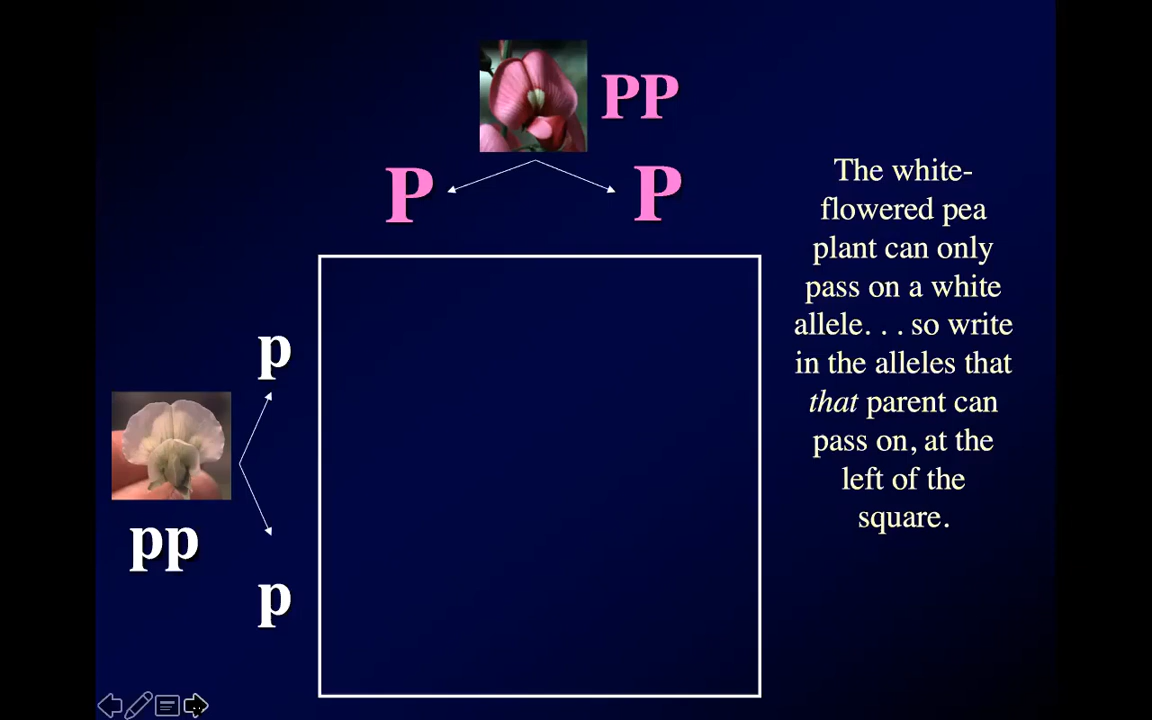 PP
P P
The white-
flowered pea
plant can only
pass on a white
allele. . . so write
in the alleles that
that parent can
pass on, at the
left of the
square.
p
pp
p